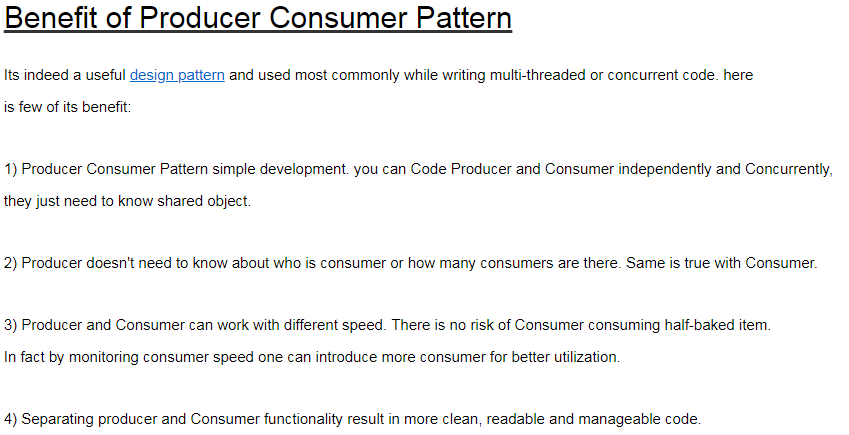 Benefit of Producer Consumer Pattern
Its indeed a useful design pattern and used most commonly while writing multi-threaded or concurrent code. here
is few of its benefit:
1) Producer Consumer Pattern simple development. you can Code Producer and Consumer independently and Concurrently,
they just need to know shared object.
2) Producer doesn't need to know about who is consumer or how many consumers are there. Same is true with Consumer.
3) Producer and Consumer can work with different speed. There is no risk of Consumer consuming half-baked item.
In fact by monitoring consumer speed one can introduce more consumer for better utilization.
4) Separating producer and Consumer functionality result in more clean, readable and manageable code.